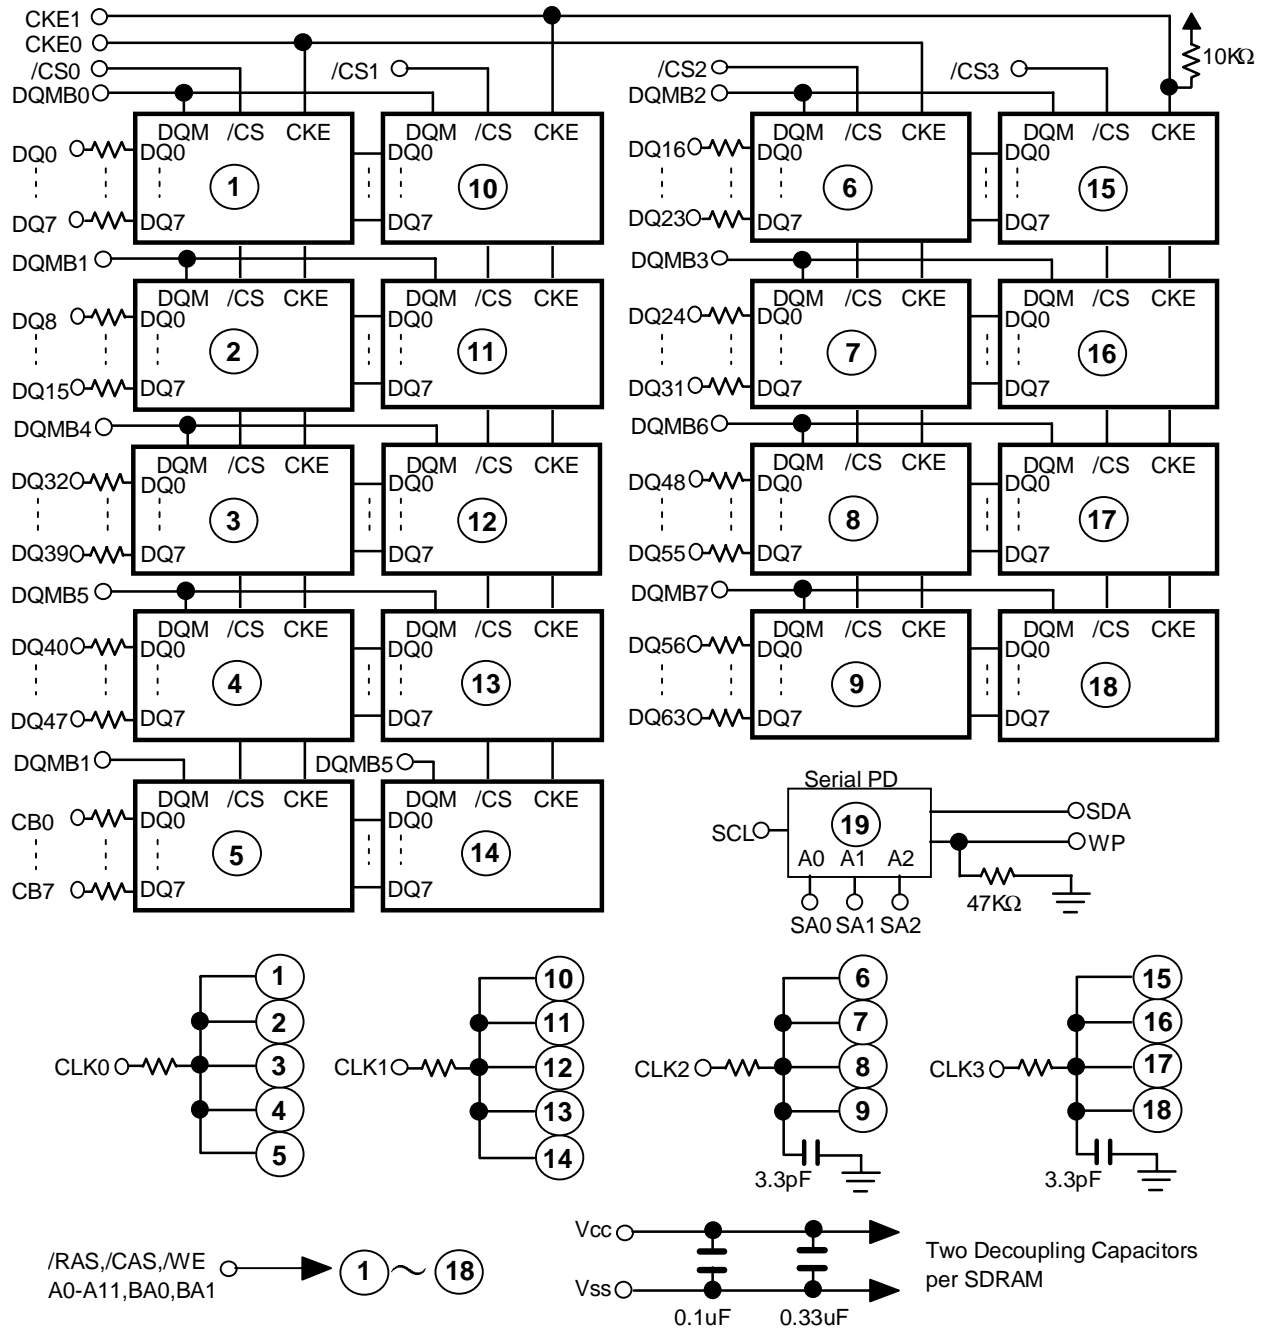 CKE1
CKE0
10KΩ
/CS0 /CS1 /CS2 /CS3
DQMB0 DQMB2
DQM /CS CKE DQM /CS CKE DQM /CS CKE DQM /CS CKE
DQ0 DQ0 DQ0 DQ16 DQ0 DQ0
1 10 6 15
DQ7 DQ7 DQ7 DQ23 DQ7 DQ7
DQMB1 DQMB3
DQM /CS CKE DQM /CS CKE DQM /CS CKE DQM /CS CKE
DQ8 DQ0 DQ0 DQ24 DQ0 DQ0
2 11 7 16
DQ15 DQ7 DQ7 DQ31 DQ7 DQ7
DQMB4 DQMB6
DQM /CS CKE DQM /CS CKE DQM /CS CKE DQM /CS CKE
DQ32 DQ0 DQ0 DQ48 DQ0 DQ0
3 12 8 17
DQ39 DQ7 DQ7 DQ55 DQ7 DQ7
DQMB5 DQMB7
DQM /CS CKE DQM /CS CKE DQM /CS CKE DQM /CS CKE
DQ40 DQ0 DQ0 DQ56 DQ0 DQ0
4 13 9 18
DQ47 DQ7 DQ7 DQ63 DQ7 DQ7
DQMB1 DQMB5
DQM /CS CKE DQM /CS CKE
CB0 DQ0 DQ0
5 14
CB7 DQ7 DQ7
Serial PD
SCL 19 SDA
WP
A0 A1 A2
47KΩ
SA0 SA1 SA2
CLK0
1
2
3
4
5
CLK1
10
11
12
13
14
CLK2
6
7
8
9
3.3pF
CLK3
15
16
17
18
3.3pF
/RAS,/CAS,/WE
A0-A11,BA0,BA1
1 ~ 18
Vcc
Vss
0.1uF 0.33uF
Two Decoupling Capacitors
per SDRAM